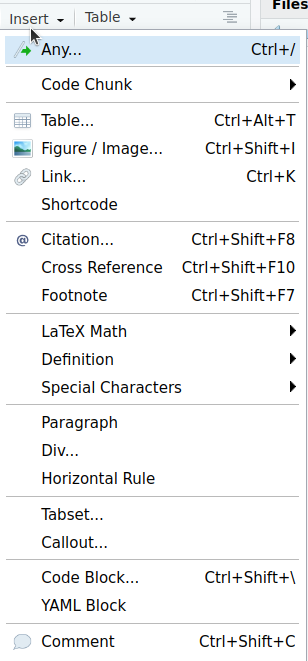 Insert Table Files
Any... Ctrl+/
Code Chunk
Table... Ctrl+Alt+T
Figure / Image... Ctrl+Shift+I
Link... Ctrl+K
Shortcode
@ Citation... Ctrl+Shift+F8
Cross Reference Ctrl+Shift+F10
Footnote Ctrl+Shift+F7
LaTeX Math
Definition
Special Characters
Paragraph
Div...
Horizontal Rule
Tabset...
Callout...
Code Block... Ctrl+Shift+\
YAML Block
Comment Ctrl+Shift+C